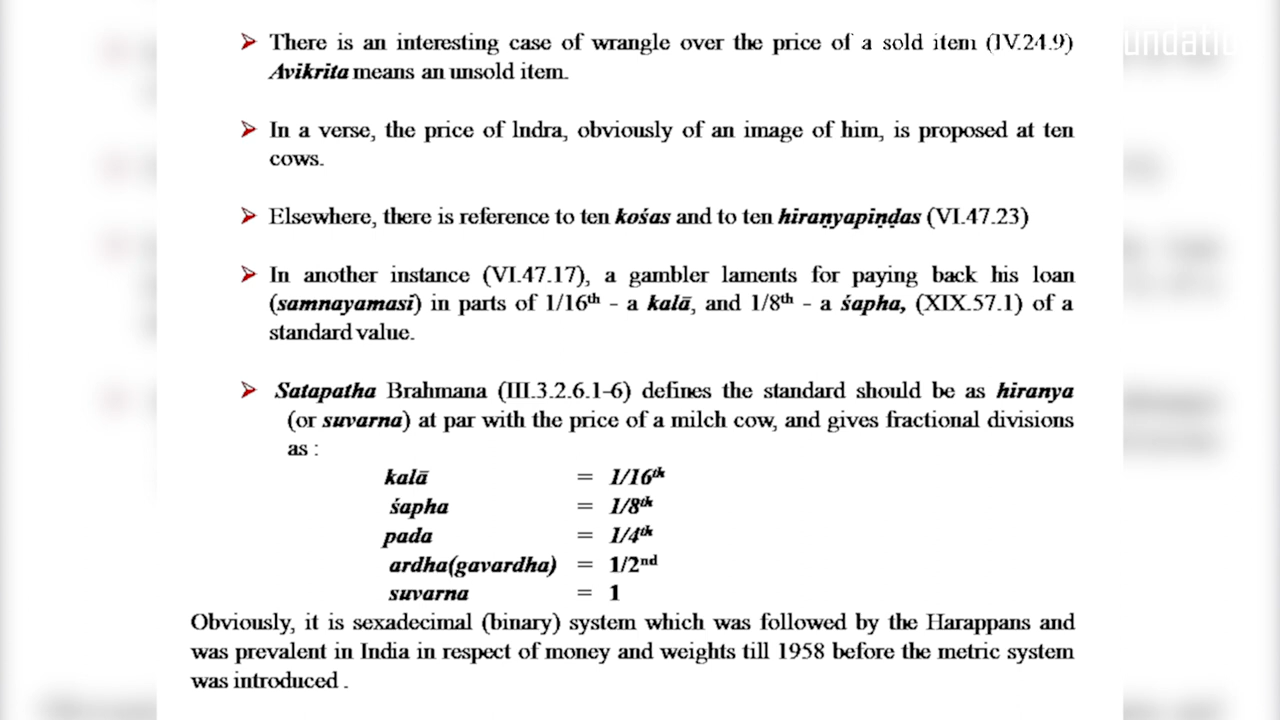 ➢ There is an interesting case of wrangle over the price of a sold item (IV.24.9)
Avikrita means an unsold item.
➢ In a verse, the price of Indra, obviously of an image of him, is proposed at ten
cows.
➢ Elsewhere, there is reference to ten kośas and to ten hiraṇyapiṇḍas (VI.47.23)
➢ In another instance (VI.47.17), a gambler laments for paying back his loan
(samnayamasi) in parts of 1/16th - a kalā, and 1/8th - a śapha, (XIX.57.1) of a
standard value.
➢ Satapatha Brahmana (III.3.2.6.1-6) defines the standard should be as hiranya
(or suvarna) at par with the price of a milch cow, and gives fractional divisions
as :
kalā = 1/16th
śapha = 1/8th
pada = 1/4th
ardha(gavardha) = 1/2nd
suvarna = 1
Obviously, it is sexadecimal (binary) system which was followed by the Harappans and
was prevalent in India in respect of money and weights till 1958 before the metric system
was introduced .